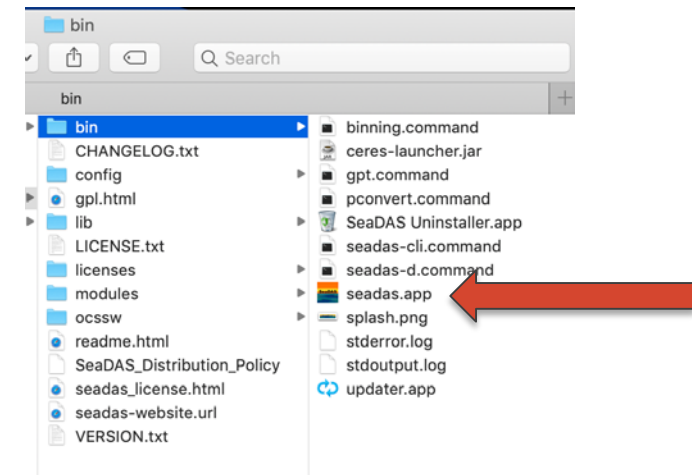 bin
Search
bin
bin
CHANGELOG.txt
config
gpl.html
lib
LICENSE.txt
licenses
modules
ocssw
readme.html
SeaDAS_Distribution_Policy
seadas_license.html
seadas-website.url
VERSION.txt
binning.command
ceres-launcher.jar
gpt.command
pconvert.command
SeaDAS Uninstaller.app
seadas-cli.command
seadas-d.command
seadas.app
splash.png
stderror.log
stdoutput.log
updater.app